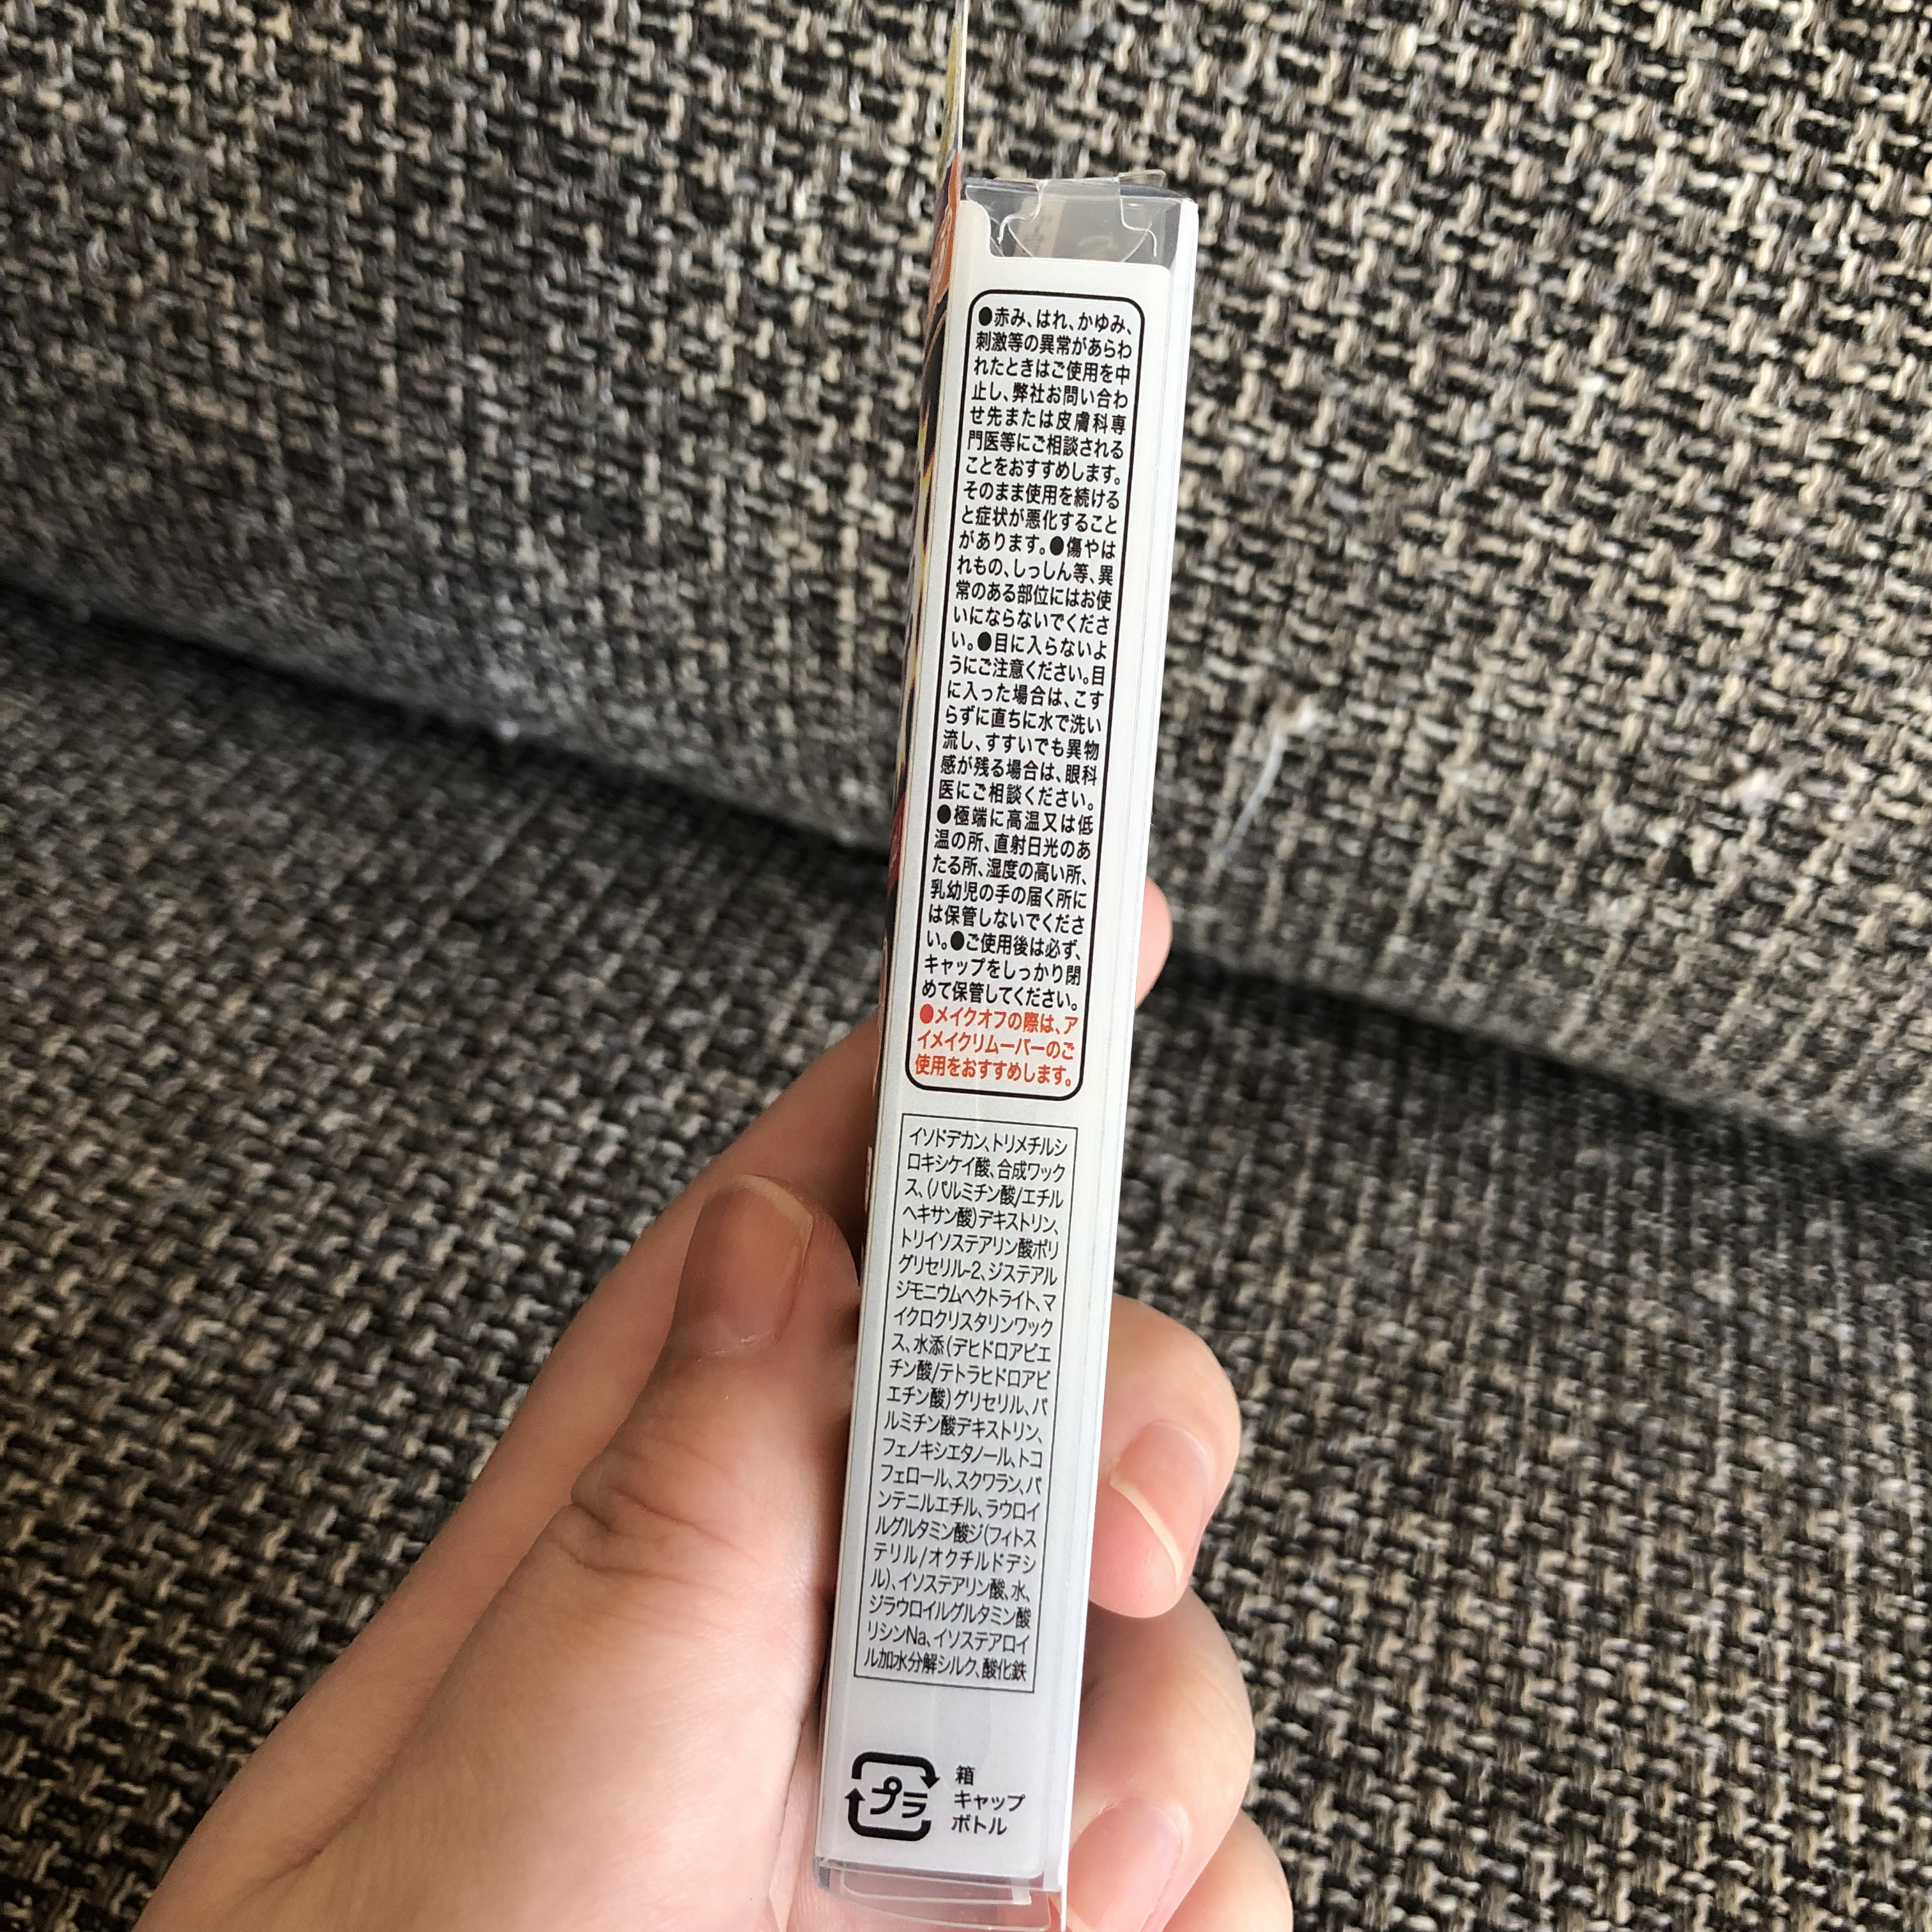 ●赤み、はれ、かゆみ、
刺激等の異常があらわ
れたときはご使用を中
止し、弊社お問い合わ
せ先または皮膚科専
門医等にご相談される
ことをおすすめします。
そのまま使用を続ける
と症状が悪化すること
があります。●傷やは
れもの、しっしん等、異
常のある部位にはお使
いにならないでくださ
い。●目に入らないよ
うにご注意ください。目
に入った場合は、こす
らずに直ちに水で洗い
流し、すすいでも異物
感が残る場合は、眼科
医にご相談ください。
●極端に高温又は低
温の所、直射日光のあ
たる所、湿度の高い所、
乳幼児の手の届く所に
は保管しないでくださ
い。●ご使用後は必ず、
キャップをしっかり閉
めて保管してください。
●メイクオフの際は、ア
イメイクリムーバーのご
使用をおすすめします。
イソドデカン、トリメチルシ
ロキシケイ酸、合成ワック
ス、(パルミチン酸/エチル
ヘキサン酸)デキストリン、
トリイソステアリン酸ポリ
グリセリル-2、ジステアル
ジモニウムヘクトライト、マ
イクロクリスタリンワック
ス、水添(デヒドロアビエ
チン酸/テトラヒドロアビ
エチン酸)グリセリル、パ
ルミチン酸デキストリン、
フェノキシエタノール、トコ
フェロール、スクワラン、パ
ンテニルエチル、ラウロイ
ルグルタミン酸ジ(フィトス
テリル/オクチルドデシ
ル)、イソステアリン酸、水、
ジラウロイルグルタミン酸
リシンNa、イソステアロイ
ル加水分解シルク、酸化鉄
プラ
箱
キャップ
ボトル